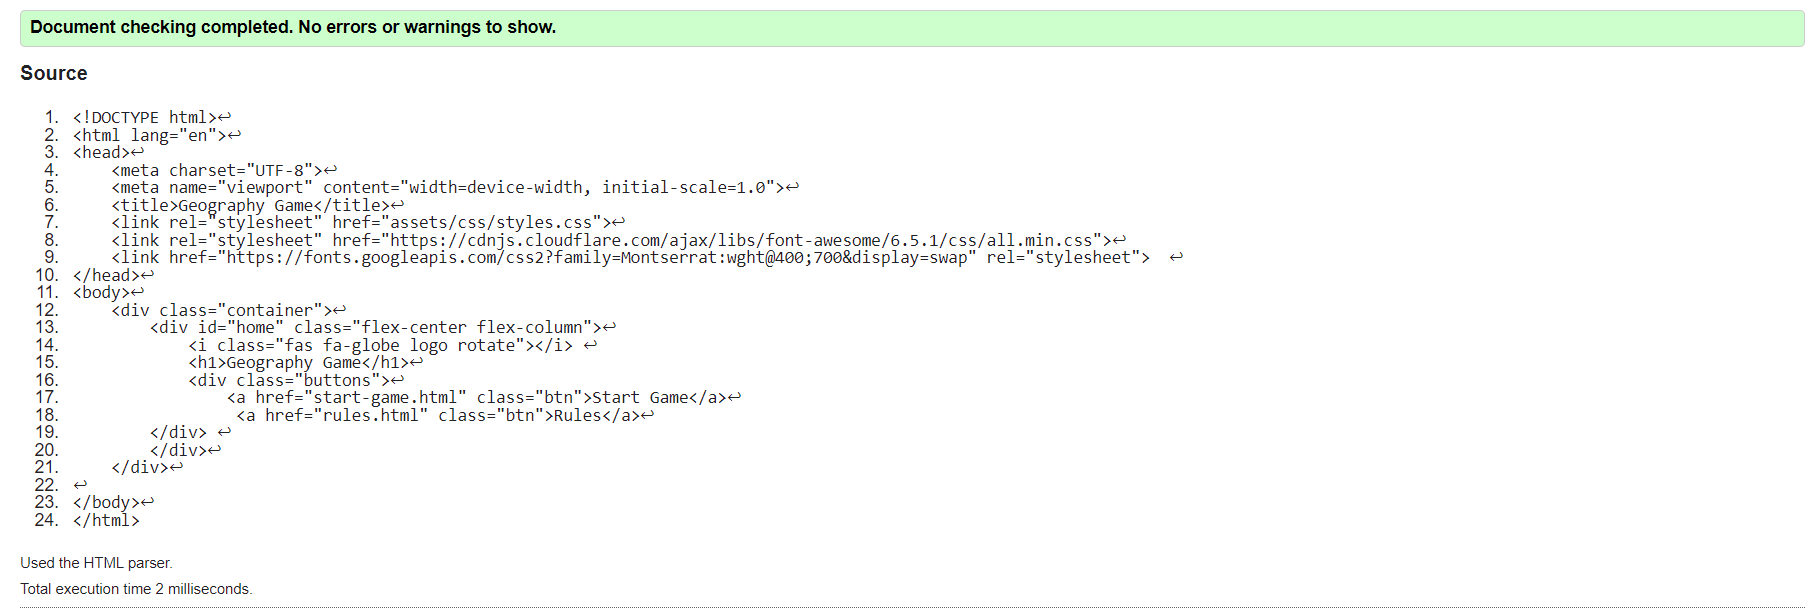 Document checking completed. No errors or warnings to show.
Source
1. <!DOCTYPE html>↩
2. <html lang="en">↩
3. <head>↩
4.     <meta charset="UTF-8">↩
5.     <meta name="viewport" content="width=device-width, initial-scale=1.0">↩
6.     <title>Geography Game</title>↩
7.     <link rel="stylesheet" href="assets/css/styles.css">↩
8.     <link rel="stylesheet" href="https://cdnjs.cloudflare.com/ajax/libs/font-awesome/6.5.1/css/all.min.css">↩
9.     <link href="https://fonts.googleapis.com/css2?family=Montserrat:wght@400;700&display=swap" rel="stylesheet">  ↩
10. </head>↩
11. <body>↩
12.     <div class="container">↩
13.         <div id="home" class="flex-center flex-column">↩
14.             <i class="fas fa-globe logo rotate"></i> ↩
15.             <h1>Geography Game</h1>↩
16.             <div class="buttons">↩
17.                 <a href="start-game.html" class="btn">Start Game</a>↩
18.                  <a href="rules.html" class="btn">Rules</a>↩
19.         </div> ↩
20.         </div>↩
21.     </div>↩
22. ↩
23. </body>↩
24. </html>
Used the HTML parser.
Total execution time 2 milliseconds.